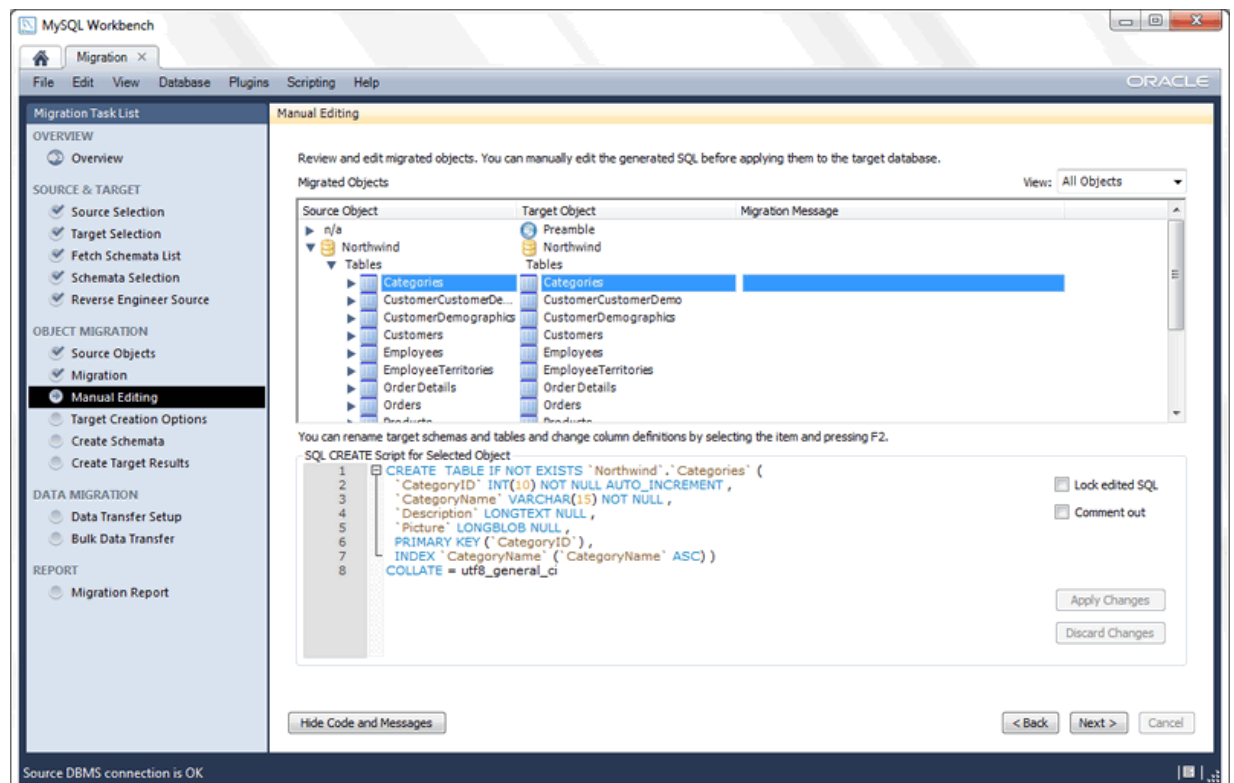 MySQL Workbench
Migration
File Edit View Database Plugins Scripting Help
ORACLE
Migration Task List
OVERVIEW
Overview
SOURCE & TARGET
Source Selection
Target Selection
Fetch Schemata List
Schemata Selection
Reverse Engineer Source
OBJECT MIGRATION
Source Objects
Migration
Manual Editing
Target Creation Options
Create Schemata
Create Target Results
DATA MIGRATION
Data Transfer Setup
Bulk Data Transfer
REPORT
Migration Report
Manual Editing
Review and edit migrated objects. You can manually edit the generated SQL before applying them to the target database.
Migrated Objects
View: All Objects
Source Object Target Object Migration Message
n/a Preamble
Northwind Northwind
Tables Tables
Categories Categories
CustomerCustomerDe... CustomerCustomerDemo
CustomerDemographics CustomerDemographics
Customers Customers
Employees Employees
EmployeeTerritories EmployeeTerritories
Order Details Order Details
Orders Orders
Products Products
You can rename target schemas and tables and change column definitions by selecting the item and pressing F2.
SQL CREATE Script for Selected Object
1 CREATE TABLE IF NOT EXISTS `Northwind`.`Categories` (
2 `CategoryID` INT(10) NOT NULL AUTO_INCREMENT ,
3 `CategoryName` VARCHAR(15) NOT NULL ,
4 `Description` LONGTEXT NULL ,
5 `Picture` LONGBLOB NULL ,
6 PRIMARY KEY (`CategoryID`) ,
7 INDEX `CategoryName` (`CategoryName` ASC) )
8 COLLATE = utf8_general_ci
Lock edited SQL
Comment out
Apply Changes
Discard Changes
Hide Code and Messages
< Back Next > Cancel
Source DBMS connection is OK